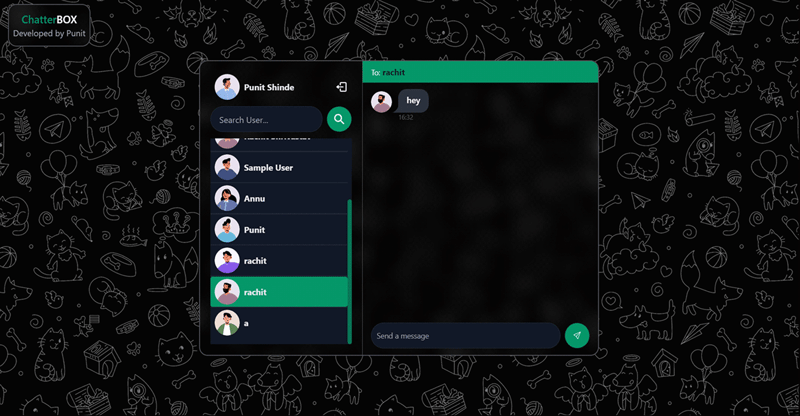 ChatterBOX
Developed by Punit
Punit Shinde
Search User...
Sample User
Annu
Punit
rachit
rachit
a
To: rachit
hey
16:32
Send a message